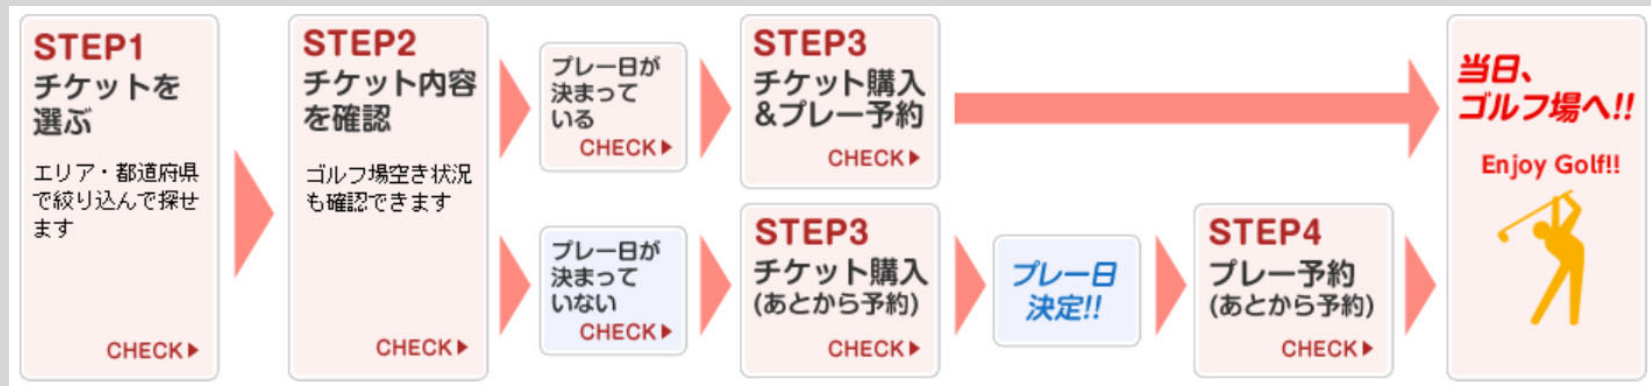 STEP1
チケットを
選ぶ
エリア・都道府県
で絞り込んで探せ
ます
CHECK▶
STEP2
チケット内容
を確認
ゴルフ場空き状況
も確認できます
CHECK▶
プレー日が
決まって
いる
CHECK▶
STEP3
チケット購入
&プレー予約
CHECK▶
プレー日が
決まって
いない
CHECK▶
STEP3
チケット購入
(あとから予約)
CHECK▶
プレー日
決定!!
STEP4
プレー予約
(あとから予約)
CHECK▶
当日、
ゴルフ場へ!!
Enjoy Golf!!